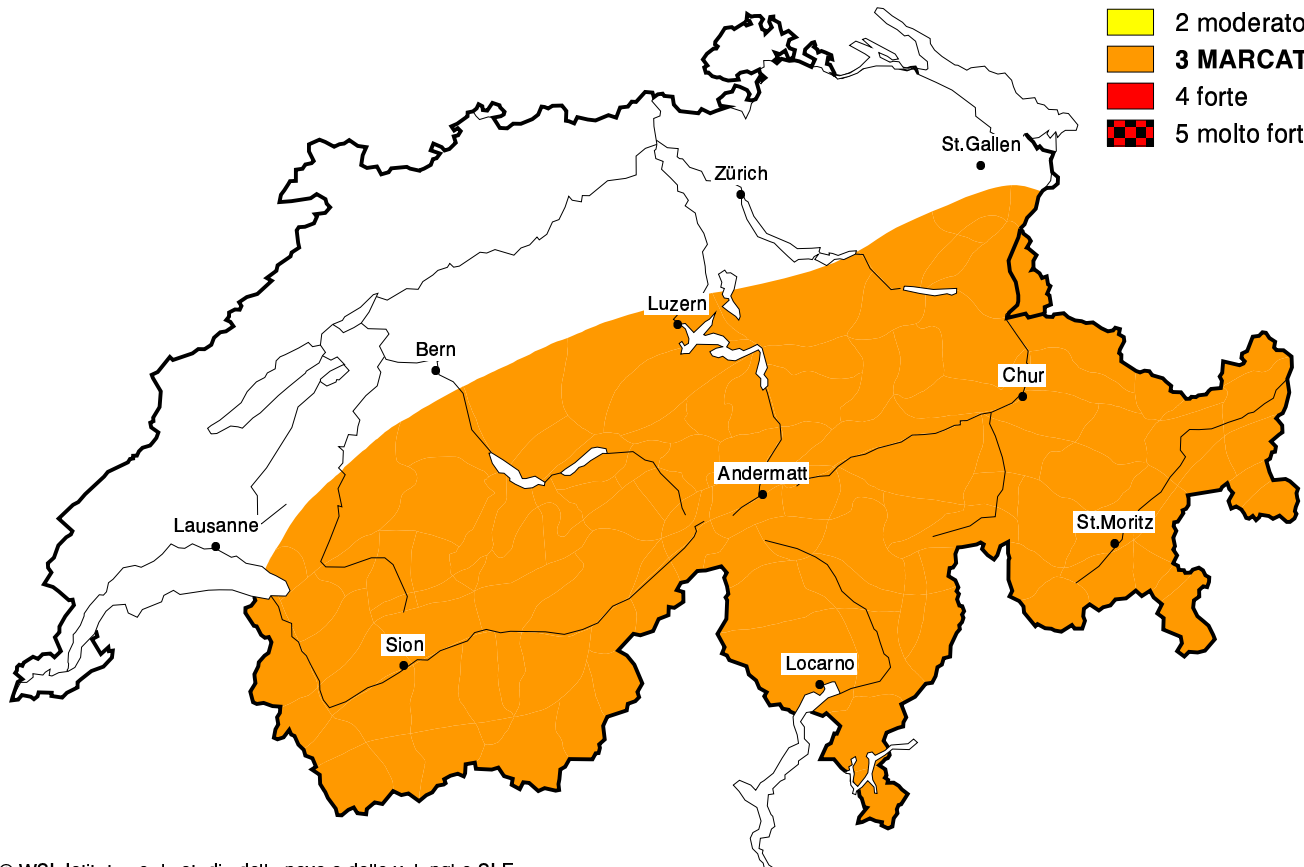 2 moderato
3 MARCAT
4 forte
5 molto fort
St.Gallen
Zürich
Luzern
Bern
Chur
Andermatt
Lausanne
St.Moritz
Sion
Locarno